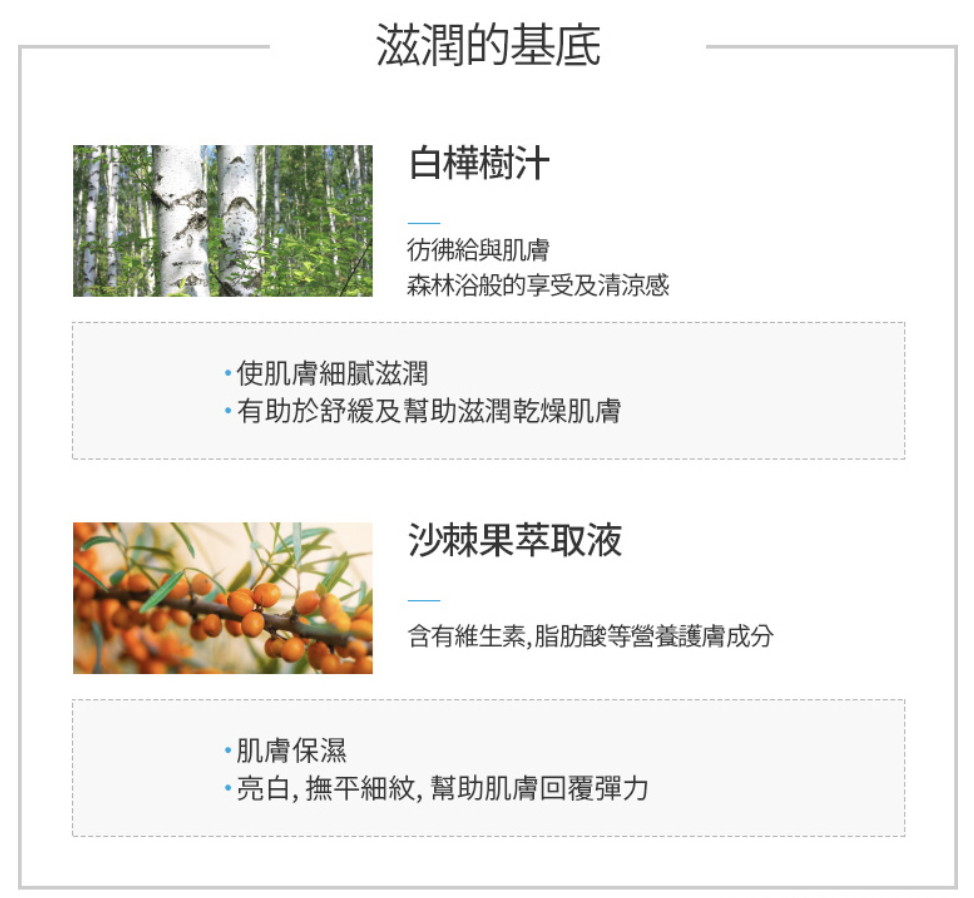 滋潤的基底
白樺樹汁
彷彿給與肌膚
森林浴般的享受及清涼感
•使肌膚細膩滋潤
•有助於舒緩及幫助滋潤乾燥肌膚
沙棘果萃取液
含有維生素,脂肪酸等營養護膚成分
•肌膚保濕
•亮白, 撫平細紋, 幫助肌膚回覆彈力